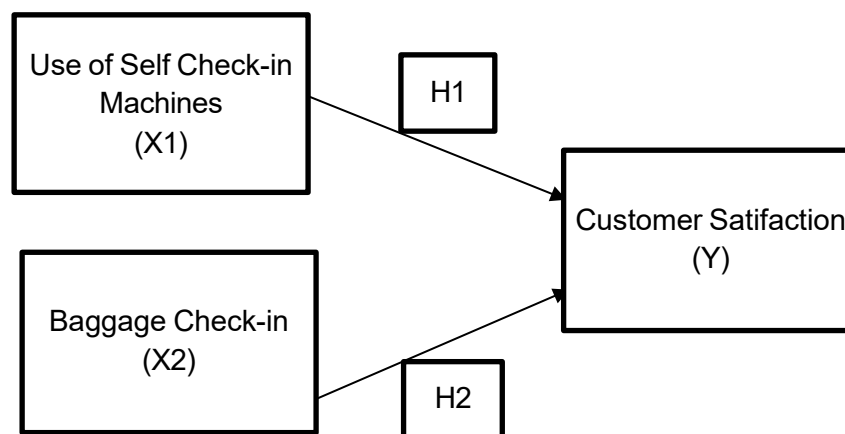 Use of Self Check-in
Machines
(X1)
H1
Customer Satifaction
(Y)
Baggage Check-in
(X2)
H2